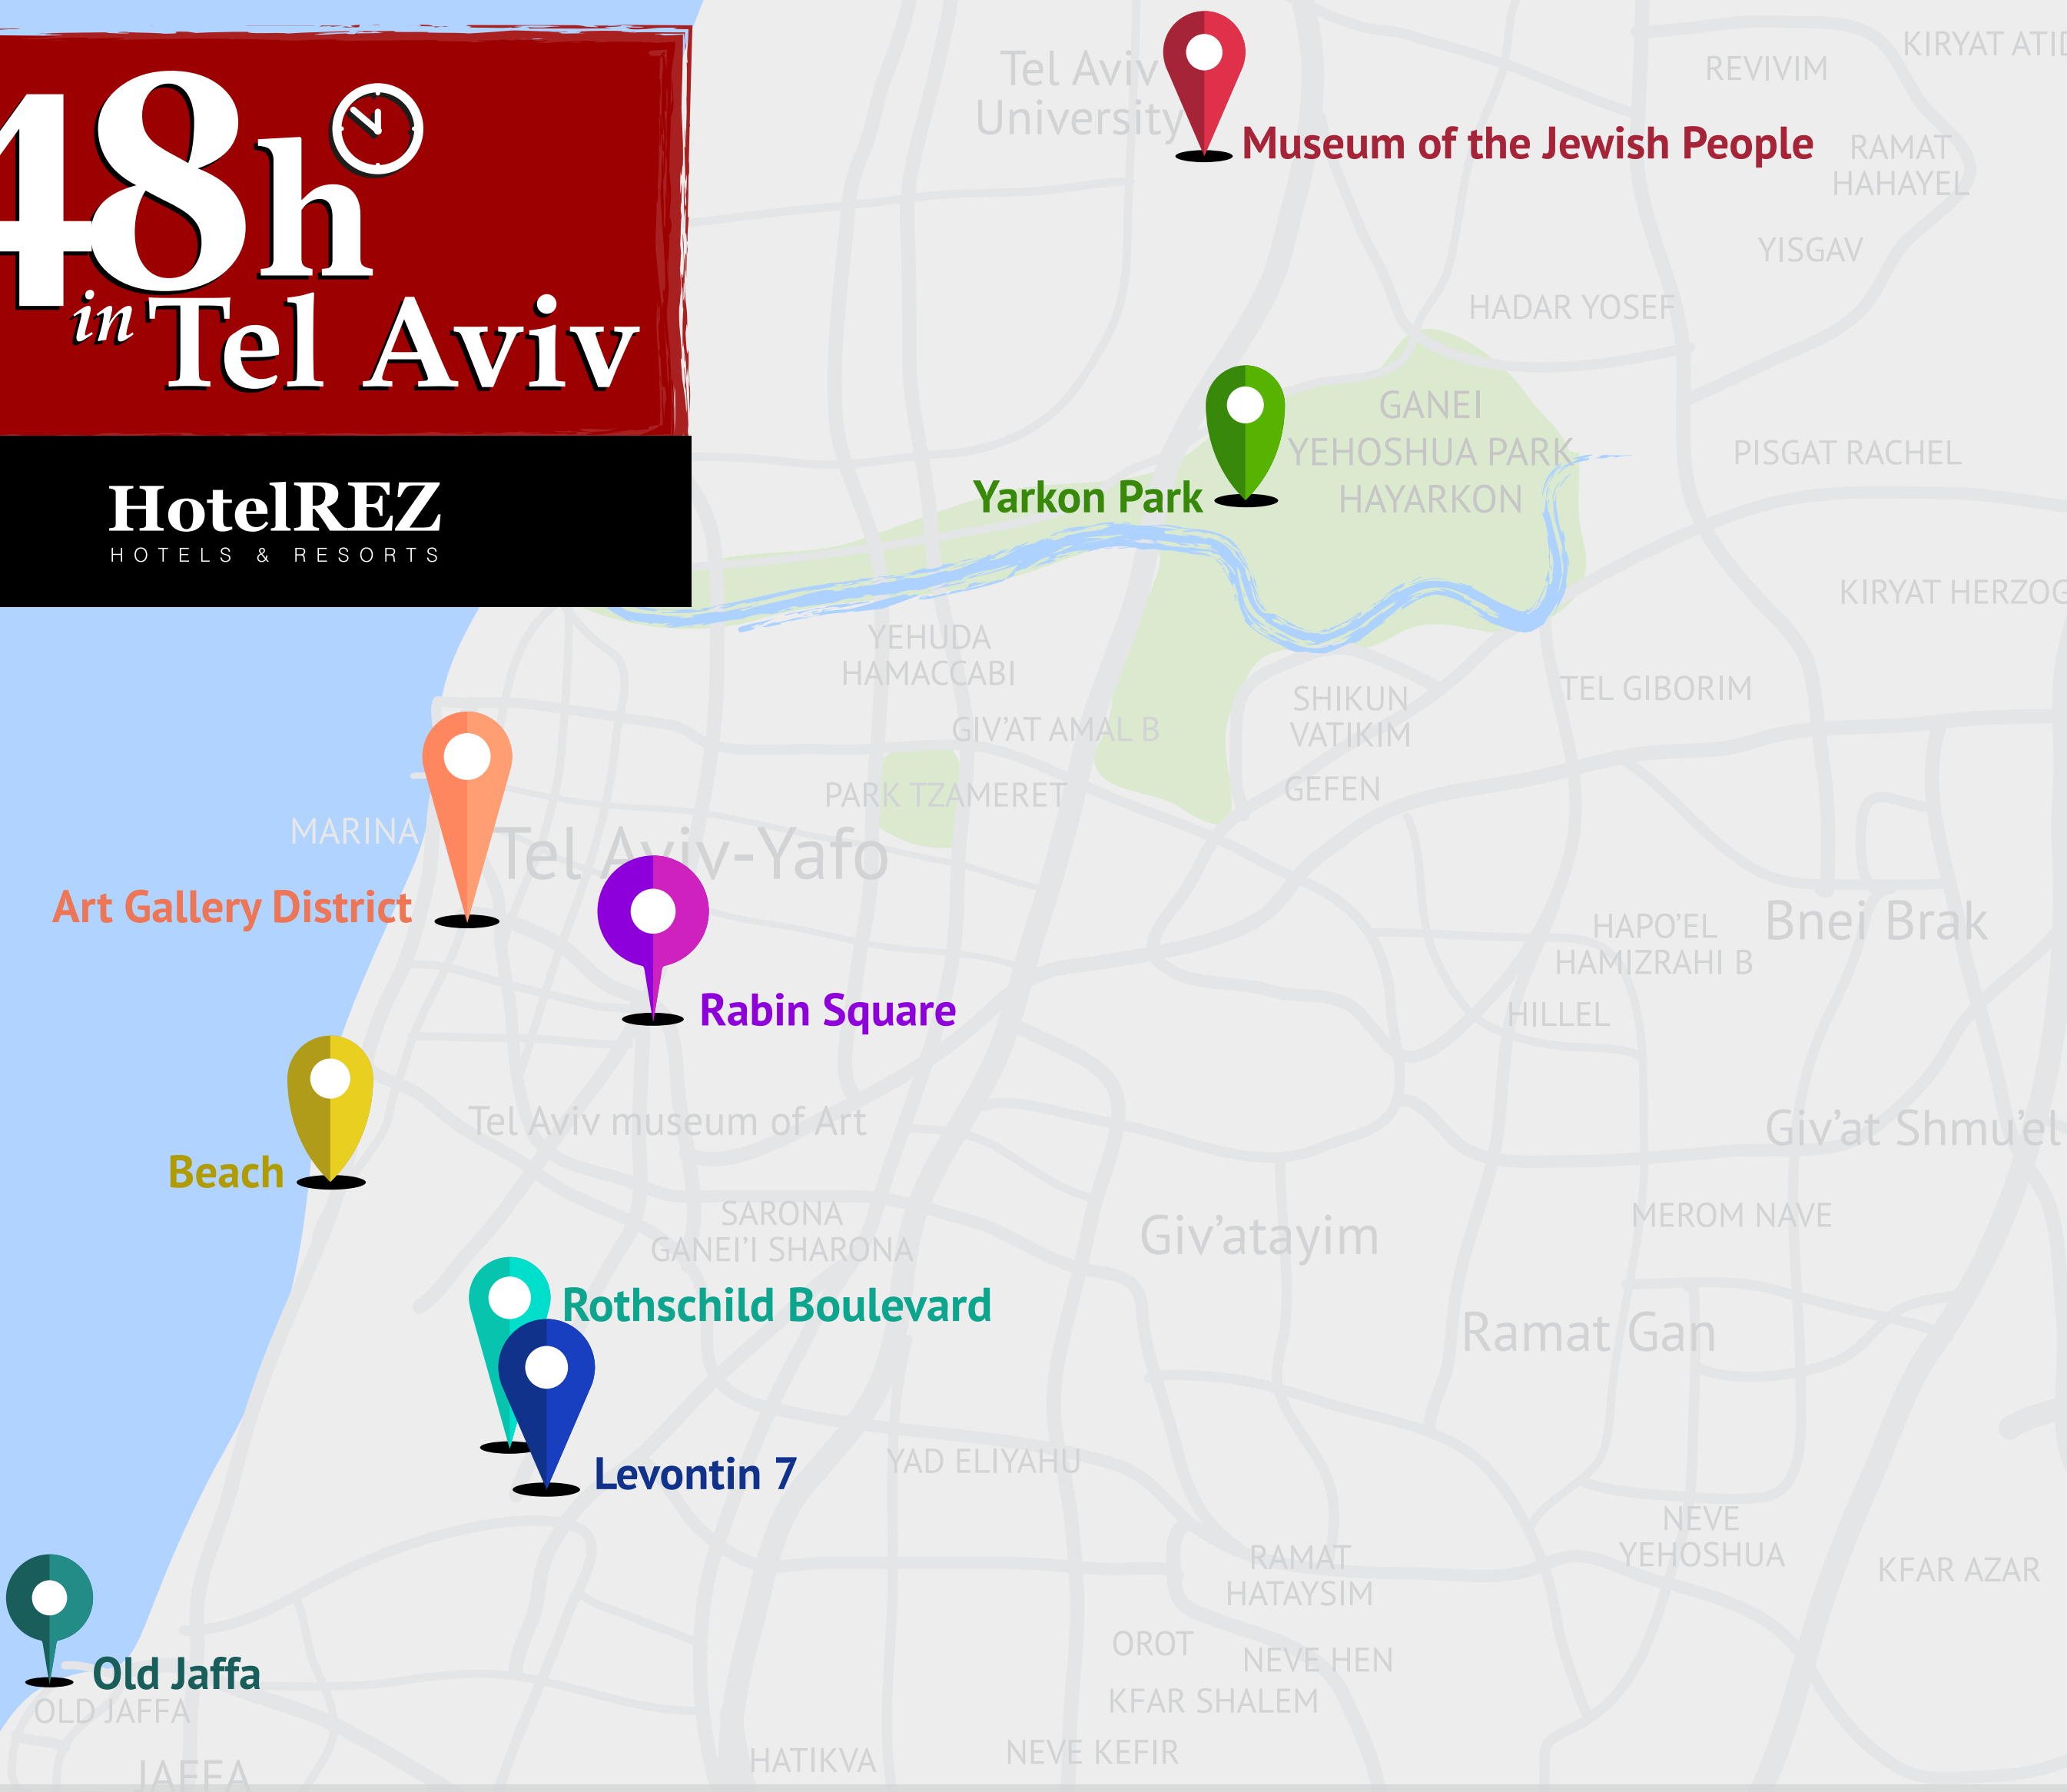 48h
in Tel Aviv
HotelREZ
HOTELS & RESORTS
Tel Aviv
University
Museum of the Jewish People
REVIVIM
KIRYAT ATID
RAMAT
HAHAYEL
YISGAV
HADAR YOSEF
GANEI
YEHOSHUA PARK
HAYARKON
Yarkon Park
PISGAT RACHEL
KIRYAT HERZOG
YEHUDA
HAMACCABI
GIV'AT AMAL B
SHIKUN
VATIKIM
TEL GIBORIM
GEFEN
PARK TZAMERET
MARINA
Tel Aviv-Yafo
Art Gallery District
Rabin Square
HAPO'EL
HAMIZRAHI B
Bnei Brak
HILLEL
Beach
Tel Aviv museum of Art
Giv'at Shmu'el
SARONA
GANEI'I SHARONA
Giv'atayim
MEROM NAVE
Rothschild Boulevard
Ramat Gan
Levontin 7
YAD ELIYAHU
NEVE
YEHOSHUA
RAMAT
HATAYSIM
KFAR AZAR
Old Jaffa
OLD JAFFA
OROT
NEVE HEN
KFAR SHALEM
NEVE KEFIR
HATIKVA
JAFFA